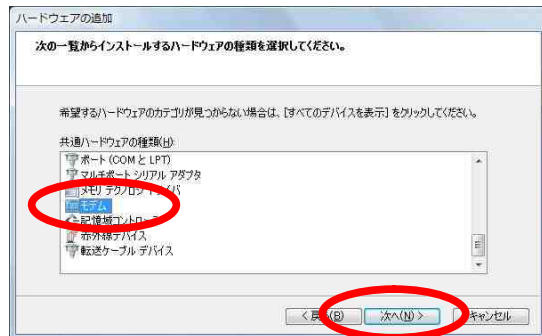 ハードウェアの追加
次の一覧からインストールするハードウェアの種類を選択してください。
希望するハードウェアのカテゴリが見つからない場合は、[すべてのデバイスを表示] をクリックしてください。
共通ハードウェアの種類(H):
ポート (COM と LPT)
マルチポート シリアル アダプタ
メモリ テクノロジ ドライバ
モデム
記憶域コントローラ
赤外線デバイス
転送ケーブル デバイス
< 戻る(B)
次へ(N) >
キャンセル